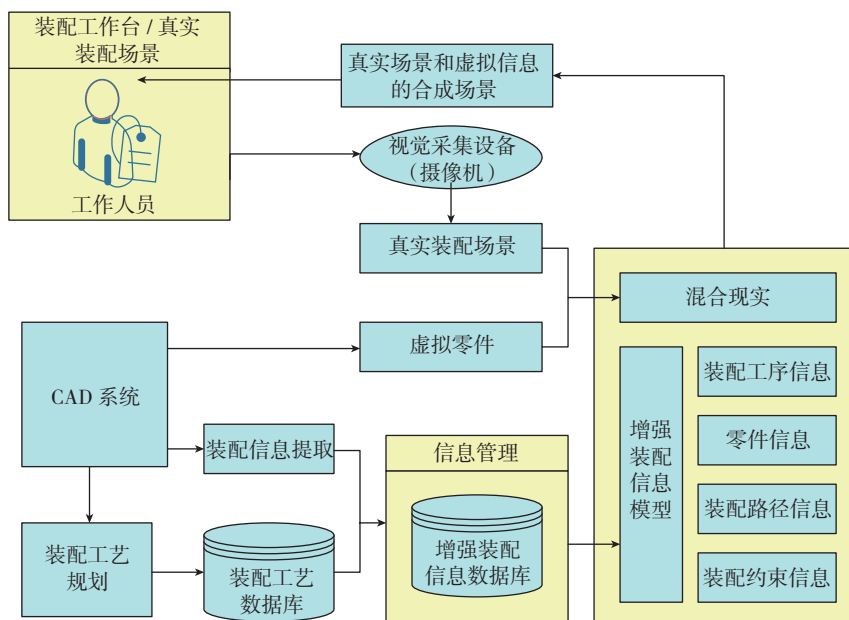 装配工作台 / 真实
装配场景
工作人员
真实场景和虚拟信息
的合成场景
视觉采集设备
（摄像机）
真实装配场景
混合现实
虚拟零件
CAD 系统
装配信息提取
装配工艺
规划
装配工艺
数据库
信息管理
增强装配
信息数据库
增强
装配
信息
模型
装配工序信息
零件信息
装配路径信息
装配约束信息